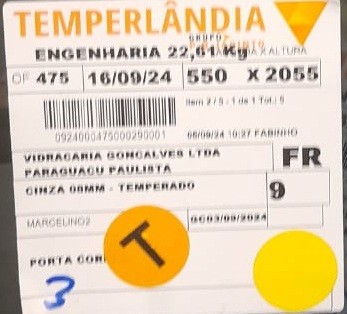 TEMPERLÂNDIA
GRUPO
ENGENHARIA 22,61 Kg ALTURA
OF 475 16/09/24 550 X 2055
Item 2 / 5 - 1 de 1 Tot.: 5
0924000475000290001 06/09/24 10:27 FABINHO
VIDRACARIA GONCALVES LTDA
PARAGUACU PAULISTA
FR
CINZA 08MM - TEMPERADO
9
MARCELINO2 GC03/09/2024
PORTA COR
T
3